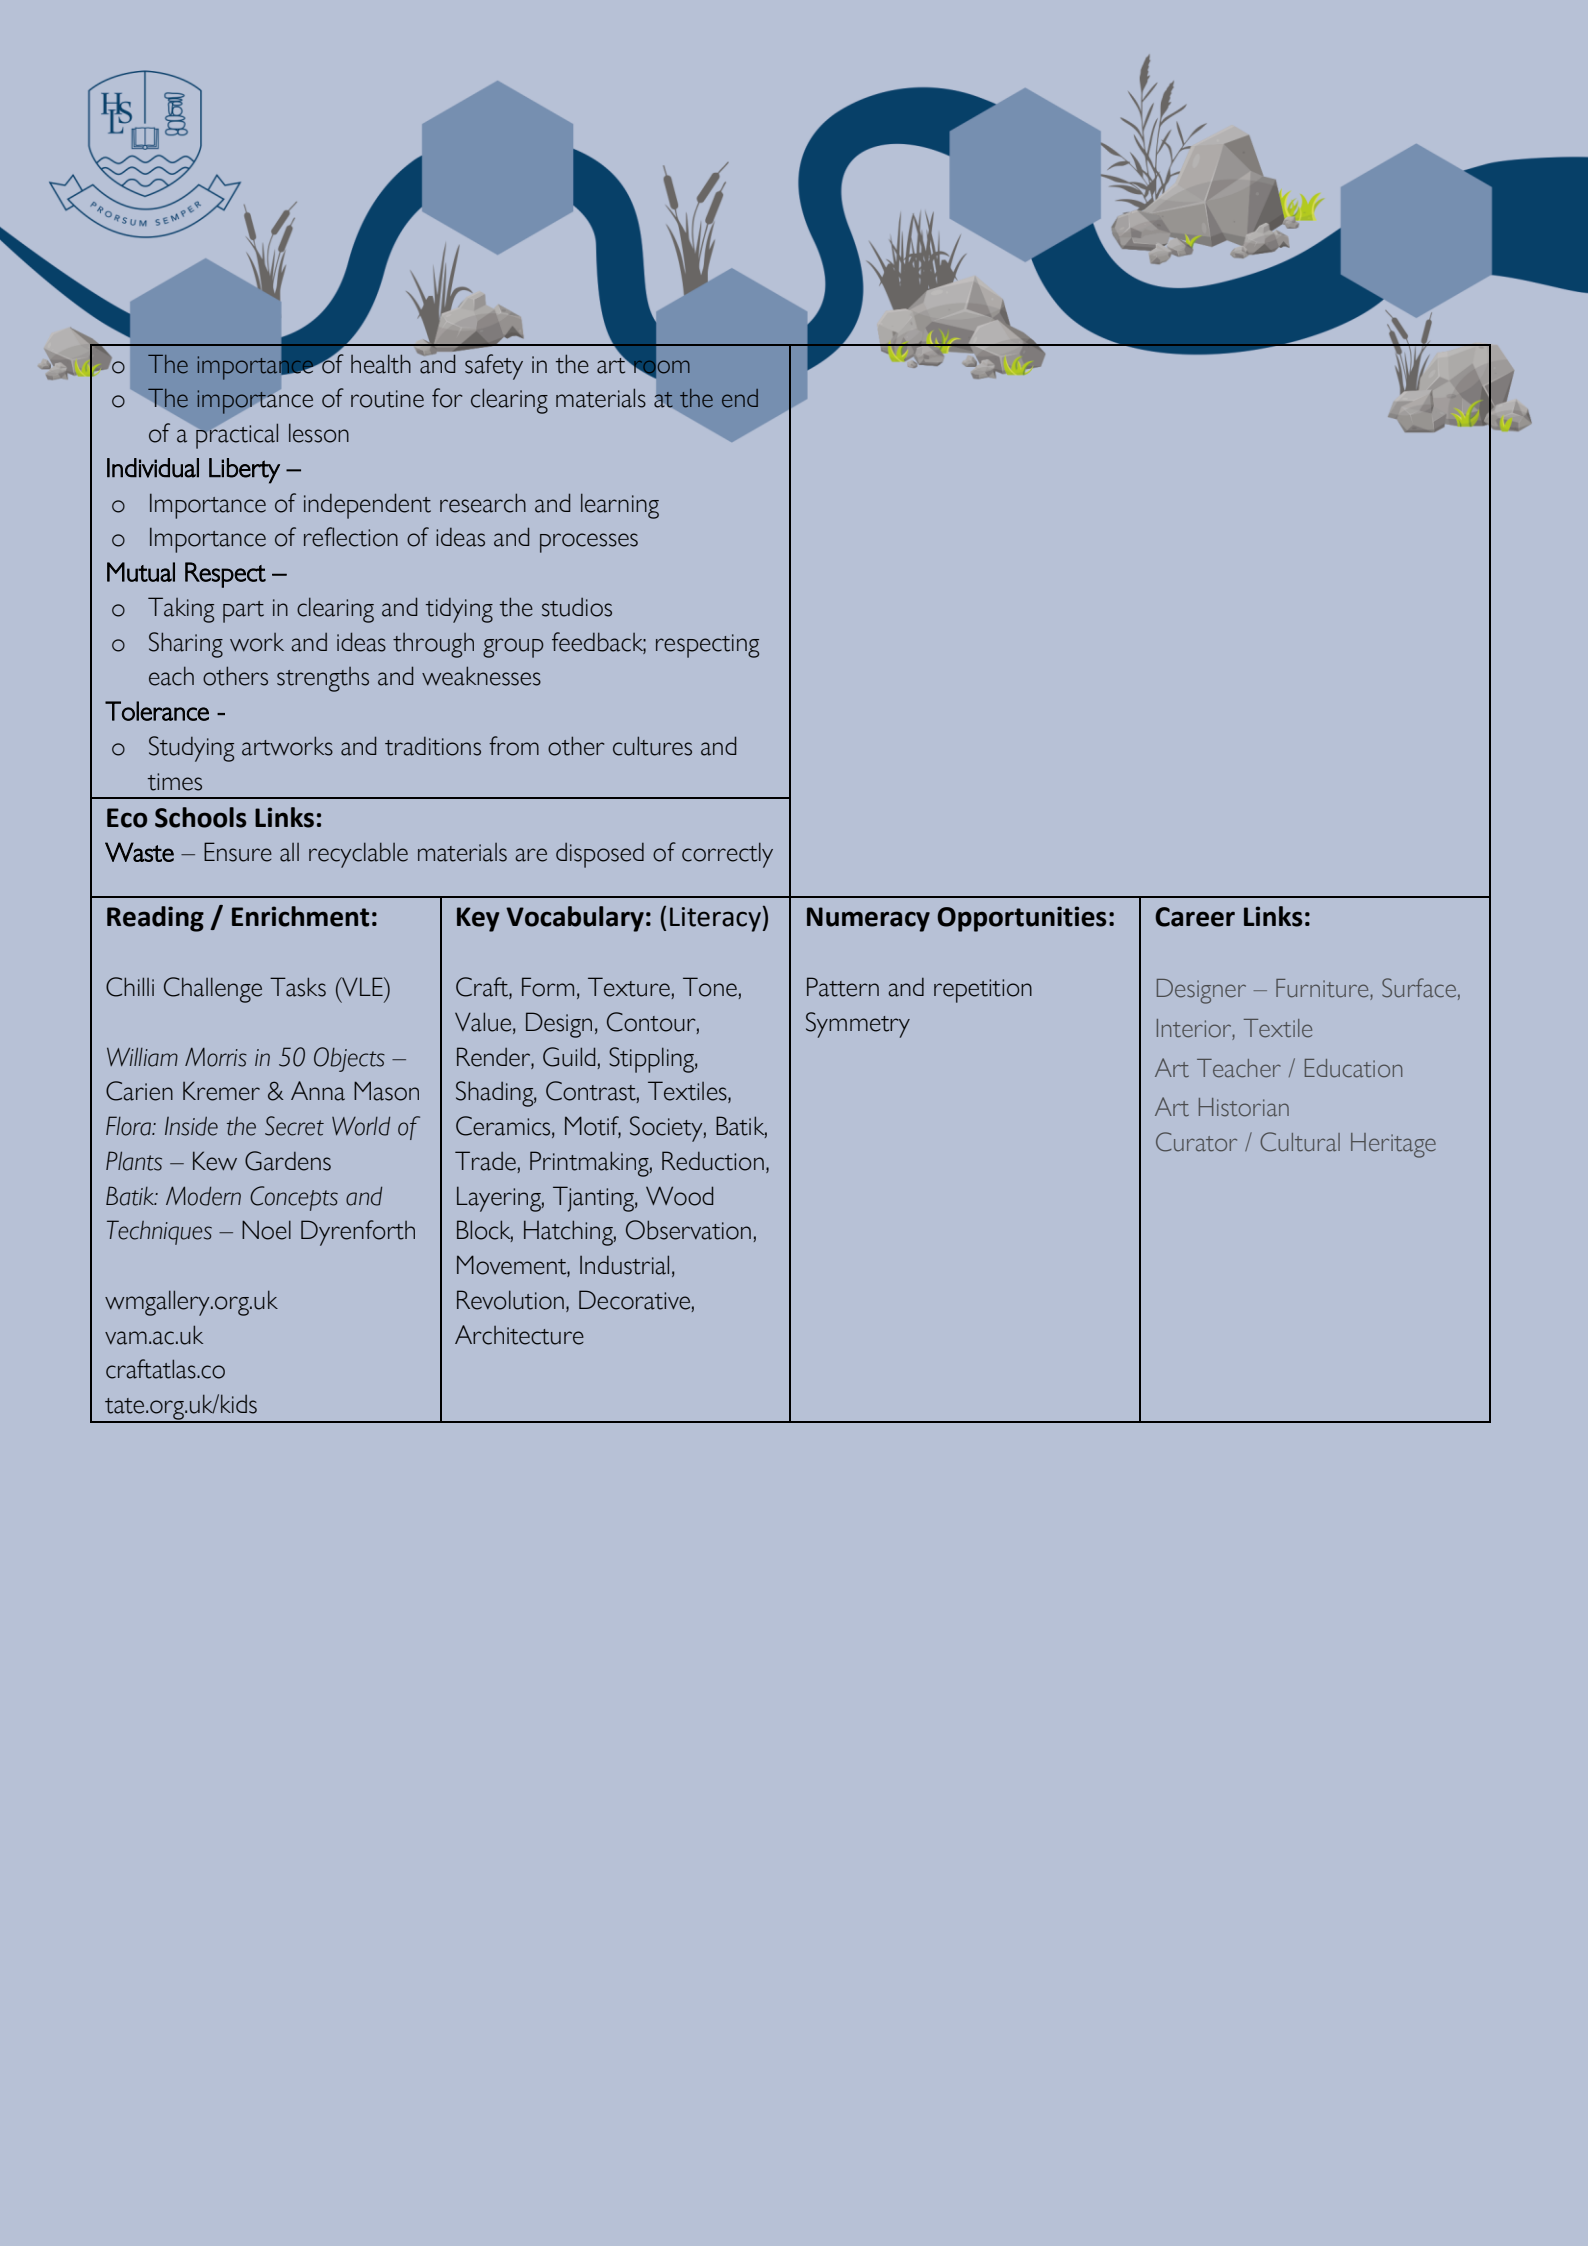 HLS
PRORSUM SEMPER
o The importance of health and safety in the art room
o The importance of routine for clearing materials at the end
of a practical lesson
Individual Liberty –
o Importance of independent research and learning
o Importance of reflection of ideas and processes
Mutual Respect –
o Taking part in clearing and tidying the studios
o Sharing work and ideas through group feedback; respecting
each others strengths and weaknesses
Tolerance -
o Studying artworks and traditions from other cultures and
times
Eco Schools Links:
Waste – Ensure all recyclable materials are disposed of correctly
Reading / Enrichment:
Chilli Challenge Tasks (VLE)
William Morris in 50 Objects –
Carien Kremer & Anna Mason
Flora: Inside the Secret World of
Plants – Kew Gardens
Batik: Modern Concepts and
Techniques – Noel Dyrenforth
wmgallery.org.uk
vam.ac.uk
craftatlas.co
tate.org.uk/kids
Key Vocabulary: (Literacy)
Craft, Form, Texture, Tone,
Value, Design, Contour,
Render, Guild, Stippling,
Shading, Contrast, Textiles,
Ceramics, Motif, Society, Batik,
Trade, Printmaking, Reduction,
Layering, Tjanting, Wood
Block, Hatching, Observation,
Movement, Industrial,
Revolution, Decorative,
Architecture
Numeracy Opportunities:
Pattern and repetition
Symmetry
Career Links:
Designer – Furniture, Surface,
Interior, Textile
Art Teacher / Education
Art Historian
Curator / Cultural Heritage